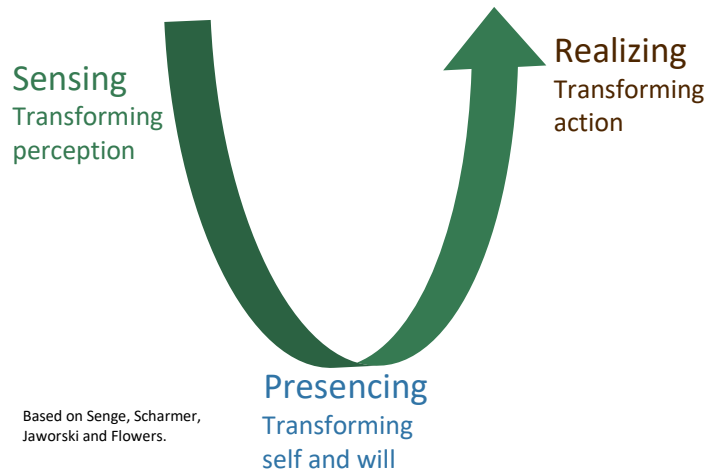 Sensing
Transforming
perception
Realizing
Transforming
action
Presencing
Transforming
self and will
Based on Senge, Scharmer,
Jaworski and Flowers.